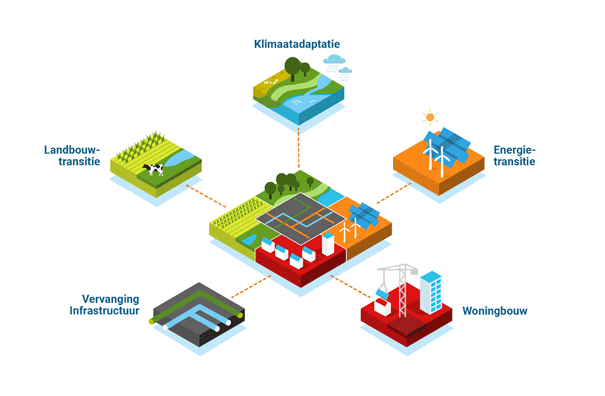 Klimaatadaptatie
Landbouw-
transitie
Energie-
transitie
Vervanging
Infrastructuur
Woningbouw